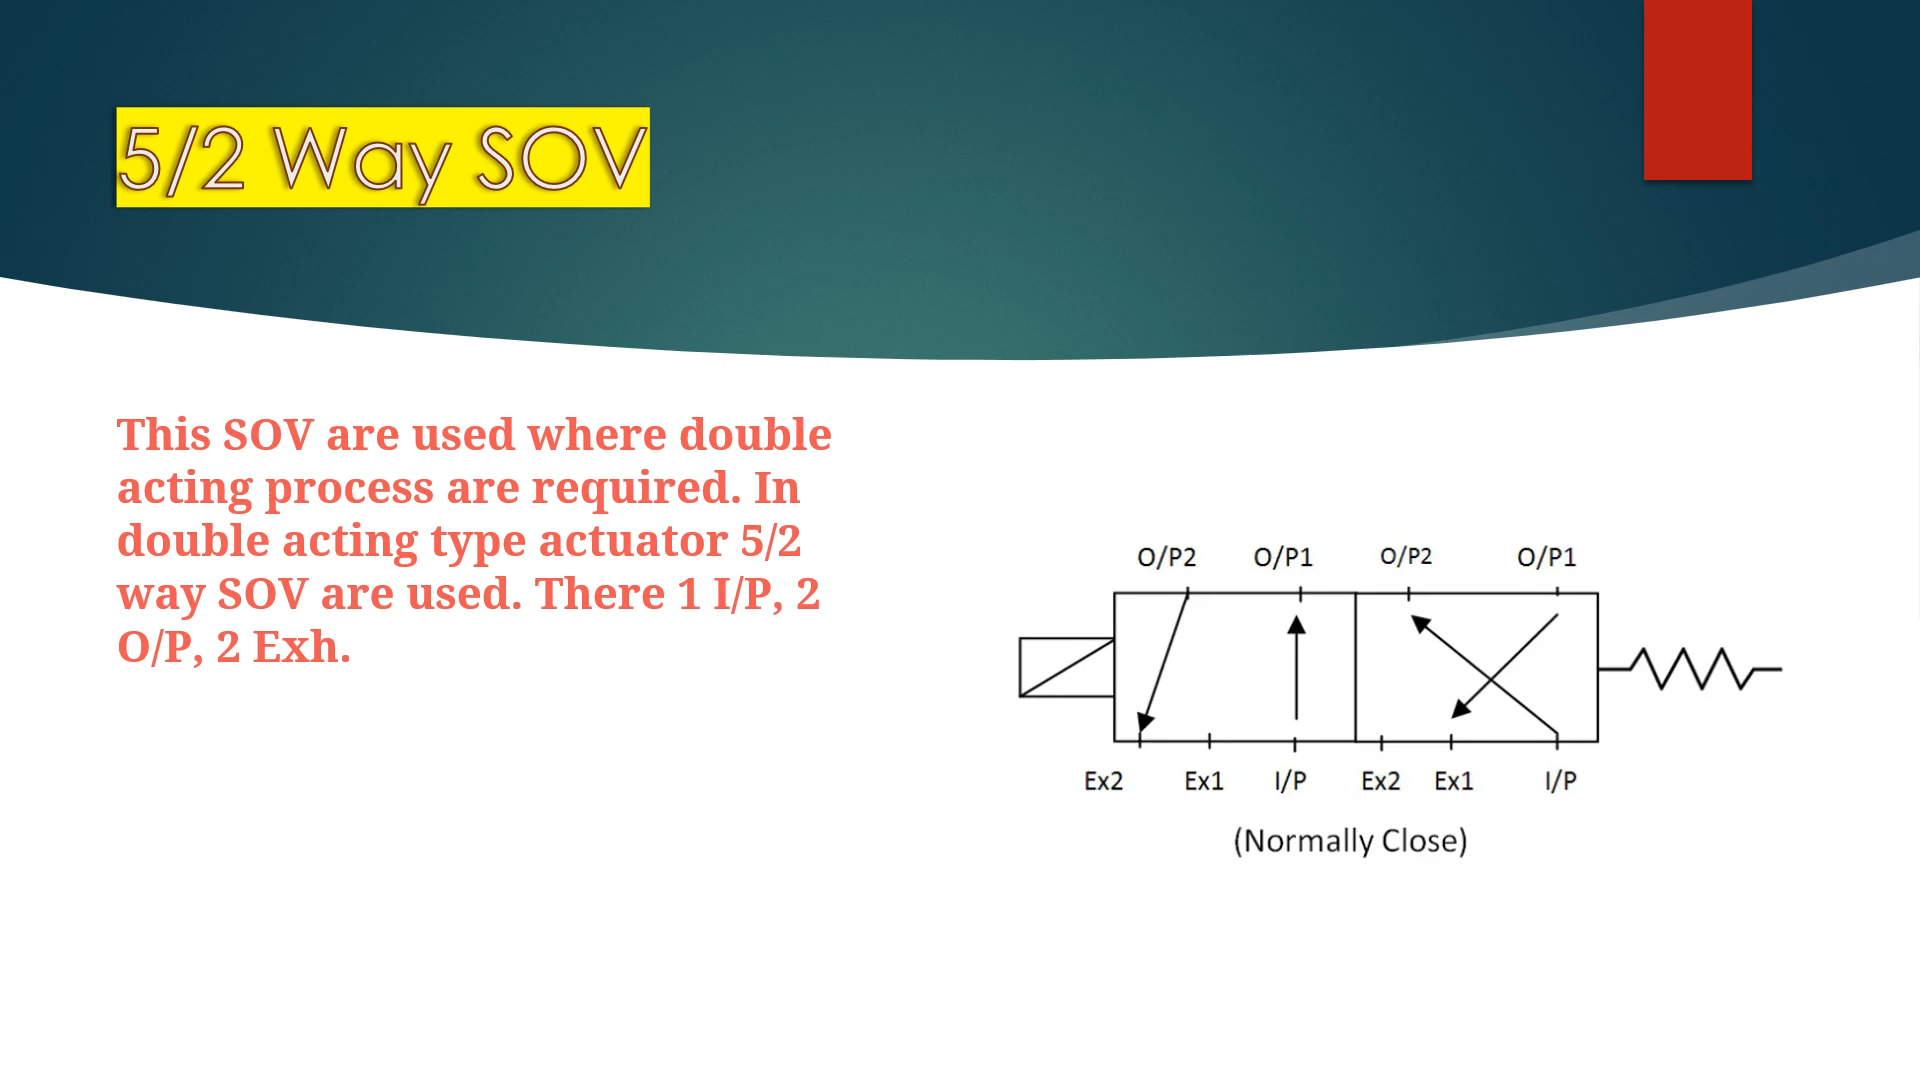 5/2 Way SOV
This SOV are used where double
acting process are required. In
double acting type actuator 5/2
way SOV are used. There 1 I/P, 2
O/P, 2 Exh.
O/P2 O/P1 O/P2 O/P1
Ex2 Ex1 I/P Ex2 Ex1 I/P
(Normally Close)